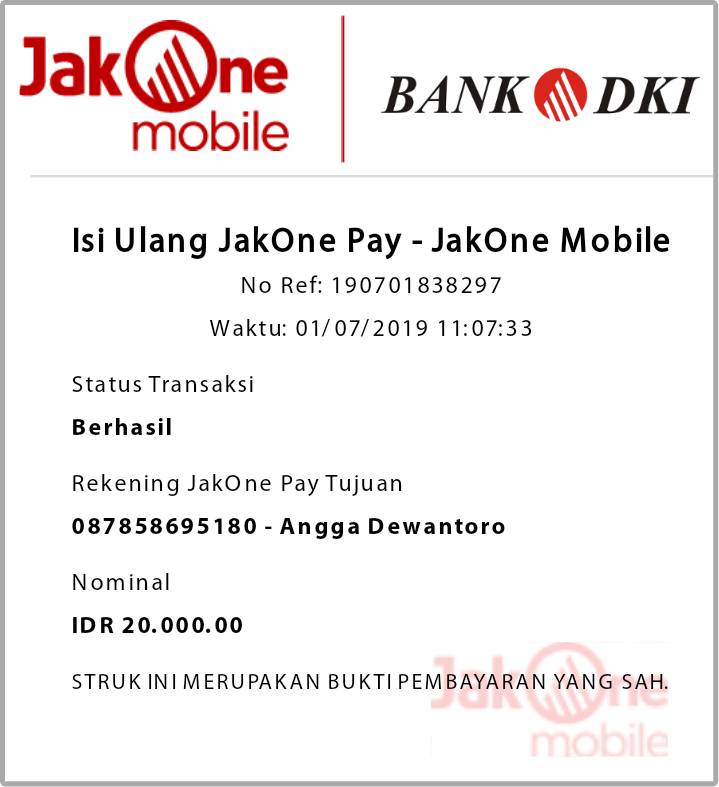 JakOne
mobile
BANK DKI
Isi Ulang JakOne Pay - JakOne Mobile
No Ref: 190701838297
Waktu: 01/07/2019 11:07:33
Status Transaksi
Berhasil
Rekening JakOne Pay Tujuan
087858695180 - Angga Dewantoro
Nominal
IDR 20.000.00
STRUK INI MERUPAKAN BUKTI PEMBAYARAN YANG SAH.
JakOne
mobile